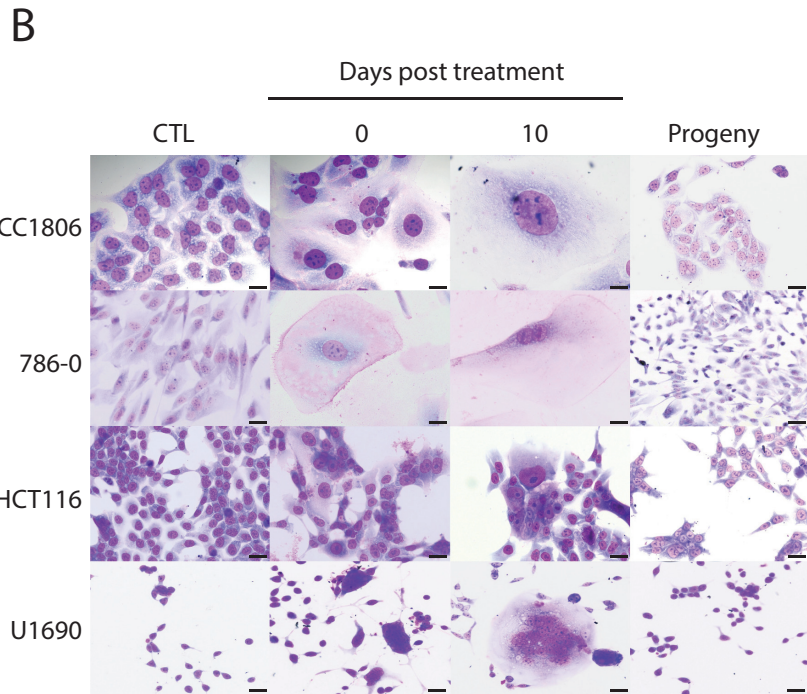 B
Days post treatment
CTL 0 10 Progeny
CC1806
786-0
HCT116
U1690